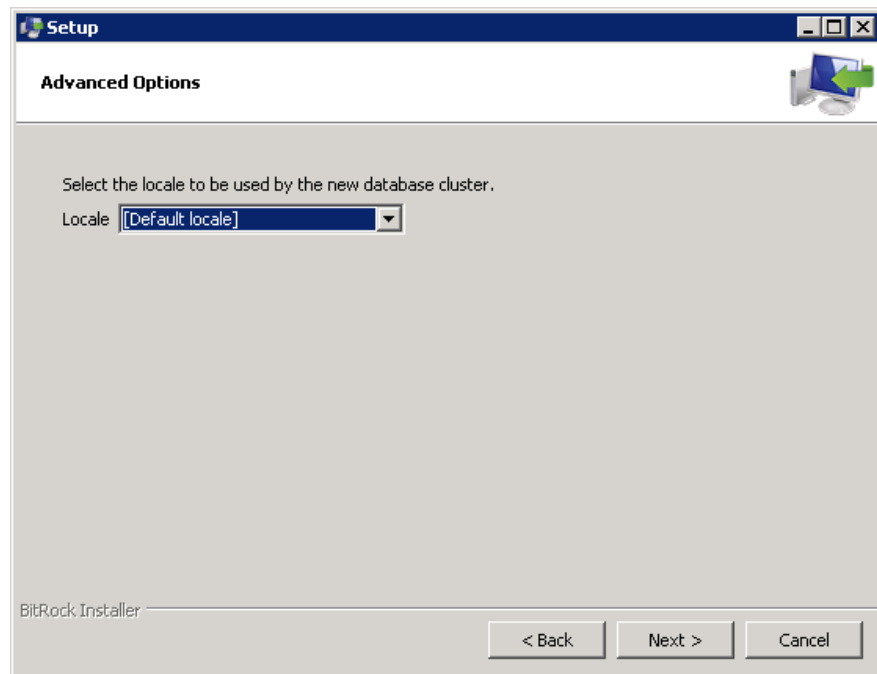 Setup
Advanced Options
Select the locale to be used by the new database cluster.
Locale [Default locale]
BitRock Installer
< Back Next > Cancel